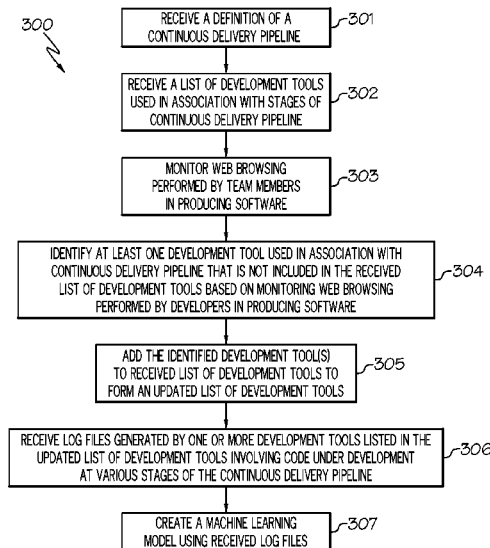 300
RECEIVE A DEFINITION OF A
CONTINUOUS DELIVERY PIPELINE
301
RECEIVE A LIST OF DEVELOPMENT TOOLS
USED IN ASSOCIATION WITH STAGES OF
CONTINUOUS DELIVERY PIPELINE
302
MONITOR WEB BROWSING
PERFORMED BY TEAM MEMBERS
IN PRODUCING SOFTWARE
303
IDENTIFY AT LEAST ONE DEVELOPMENT TOOL USED IN ASSOCIATION WITH
CONTINUOUS DELIVERY PIPELINE THAT IS NOT INCLUDED IN THE RECEIVED
LIST OF DEVELOPMENT TOOLS BASED ON MONITORING WEB BROWSING
PERFORMED BY DEVELOPERS IN PRODUCING SOFTWARE
304
ADD THE IDENTIFIED DEVELOPMENT TOOL(S)
TO RECEIVED LIST OF DEVELOPMENT TOOLS TO
FORM AN UPDATED LIST OF DEVELOPMENT TOOLS
305
RECEIVE LOG FILES GENERATED BY ONE OR MORE DEVELOPMENT TOOLS LISTED IN THE
UPDATED LIST OF DEVELOPMENT TOOLS INVOLVING CODE UNDER DEVELOPMENT
AT VARIOUS STAGES OF THE CONTINUOUS DELIVERY PIPELINE
306
CREATE A MACHINE LEARNING
MODEL USING RECEIVED LOG FILES
307